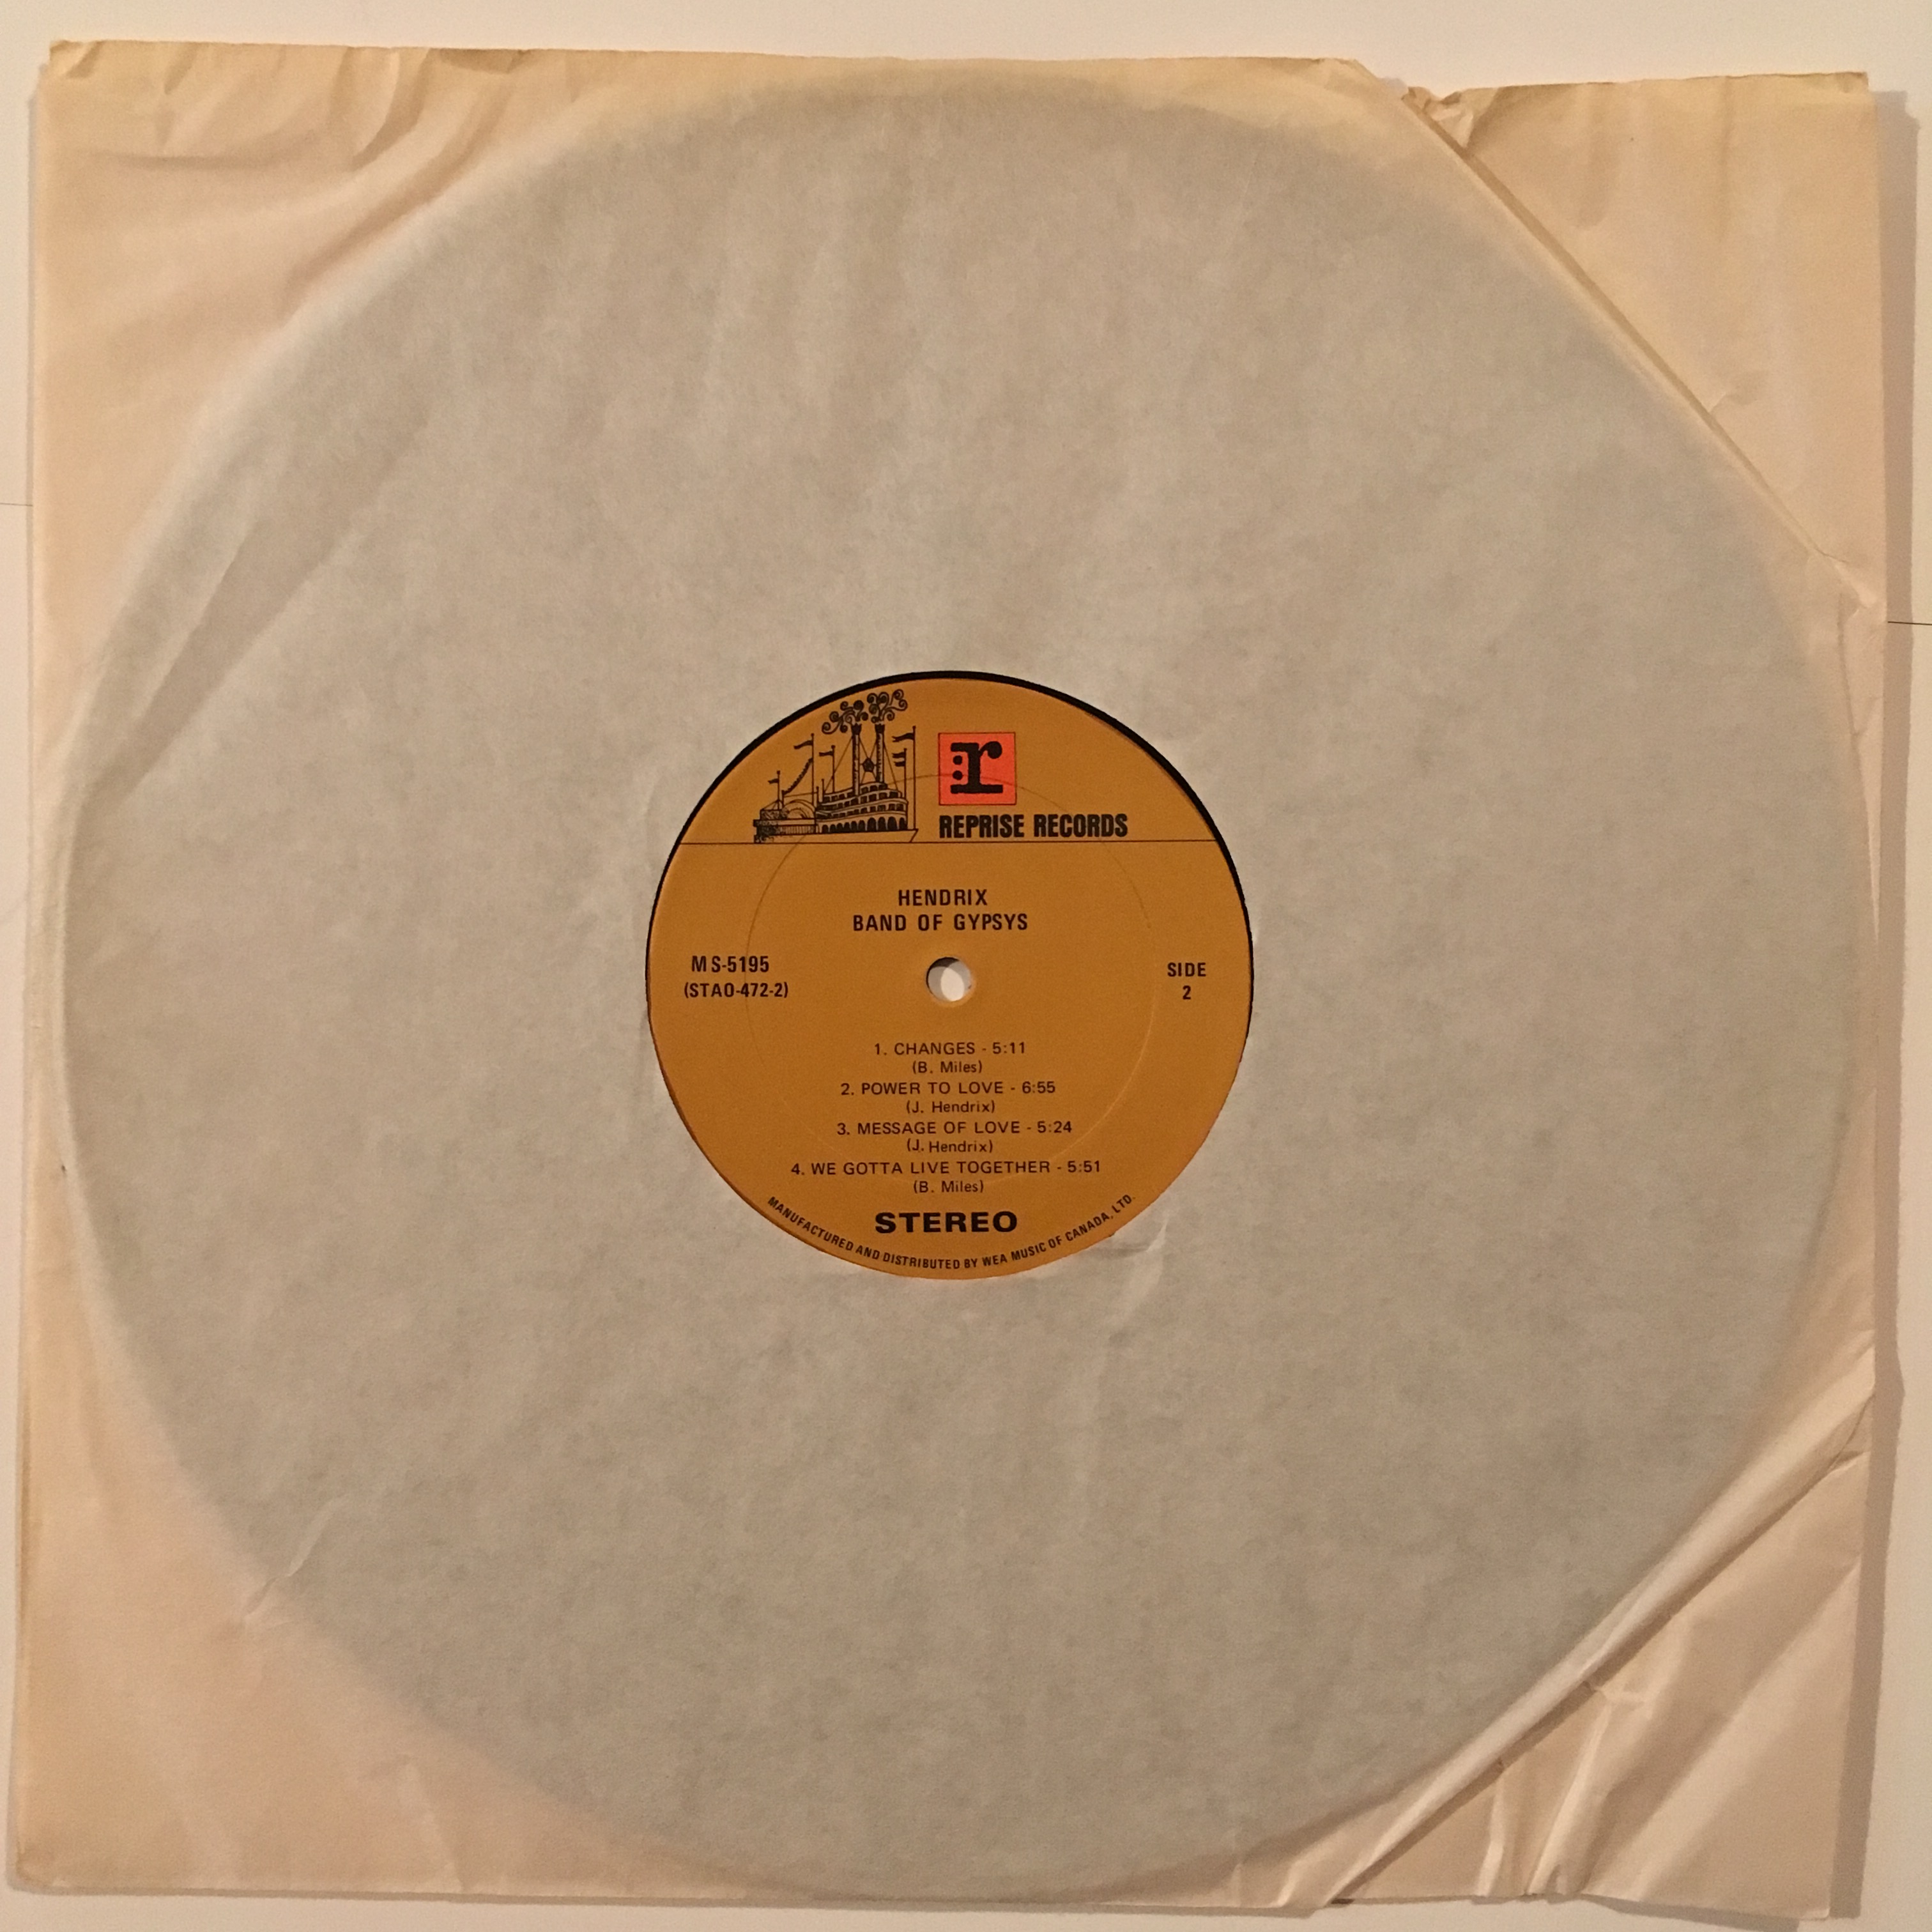 r
REPRISE RECORDS
HENDRIX
BAND OF GYPSYS
MS-5195
(STAO-472-2)
SIDE
2
1. CHANGES - 5:11
(B. Miles)
2. POWER TO LOVE - 6:55
(J. Hendrix)
3. MESSAGE OF LOVE - 5:24
(J. Hendrix)
4. WE GOTTA LIVE TOGETHER - 5:51
(B. Miles)
STEREO
MANUFACTURED AND DISTRIBUTED BY WEA MUSIC OF CANADA, LTD.